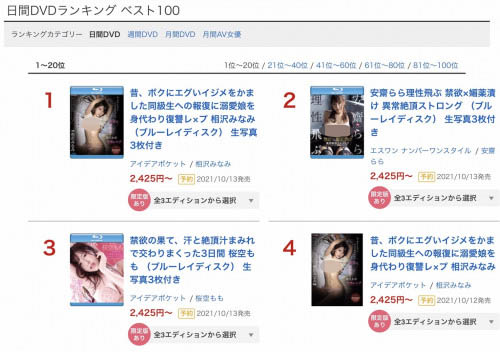 日間DVDランキング ベスト100
ランキングカテゴリー 日間DVD 週間DVD 月間DVD 月間AV女優
1〜20位
1位〜20位 / 21位〜40位 / 41位〜60位 / 61位〜80位 / 81位〜100位
1
昔、ボクにエグいイジメをかま
した同級生への報復に溺愛娘を
身代わり復讐レ×プ 相沢みなみ
（ブルーレイディスク） 生写真
3枚付き
アイデアポケット / 相沢みなみ
2,425円〜 予約 2021/10/13発売
限定版
あり
全3エディションから選択
2
安齋らら理性飛ぶ 禁欲×媚薬漬
け 異常絶頂ストロング （ブル
ーレイディスク） 生写真3枚付
き
エスワン ナンバーワンスタイル / 安齋
らら
2,425円〜 予約 2021/10/13発売
限定版
あり
全3エディションから選択
3
禁欲の果て、汗と絶頂汁まみれ
で交わりまくった3日間 桜空も
も （ブルーレイディスク） 生
写真3枚付き
アイデアポケット / 桜空もも
2,425円〜 予約 2021/10/13発売
限定版
あり
全3エディションから選択
4
昔、ボクにエグいイジメをかま
した同級生への報復に溺愛娘を
身代わり復讐レ×プ 相沢みなみ
アイデアポケット / 相沢みなみ
2,425円〜 予約 2021/10/12発売
限定版
あり
全3エディションから選択